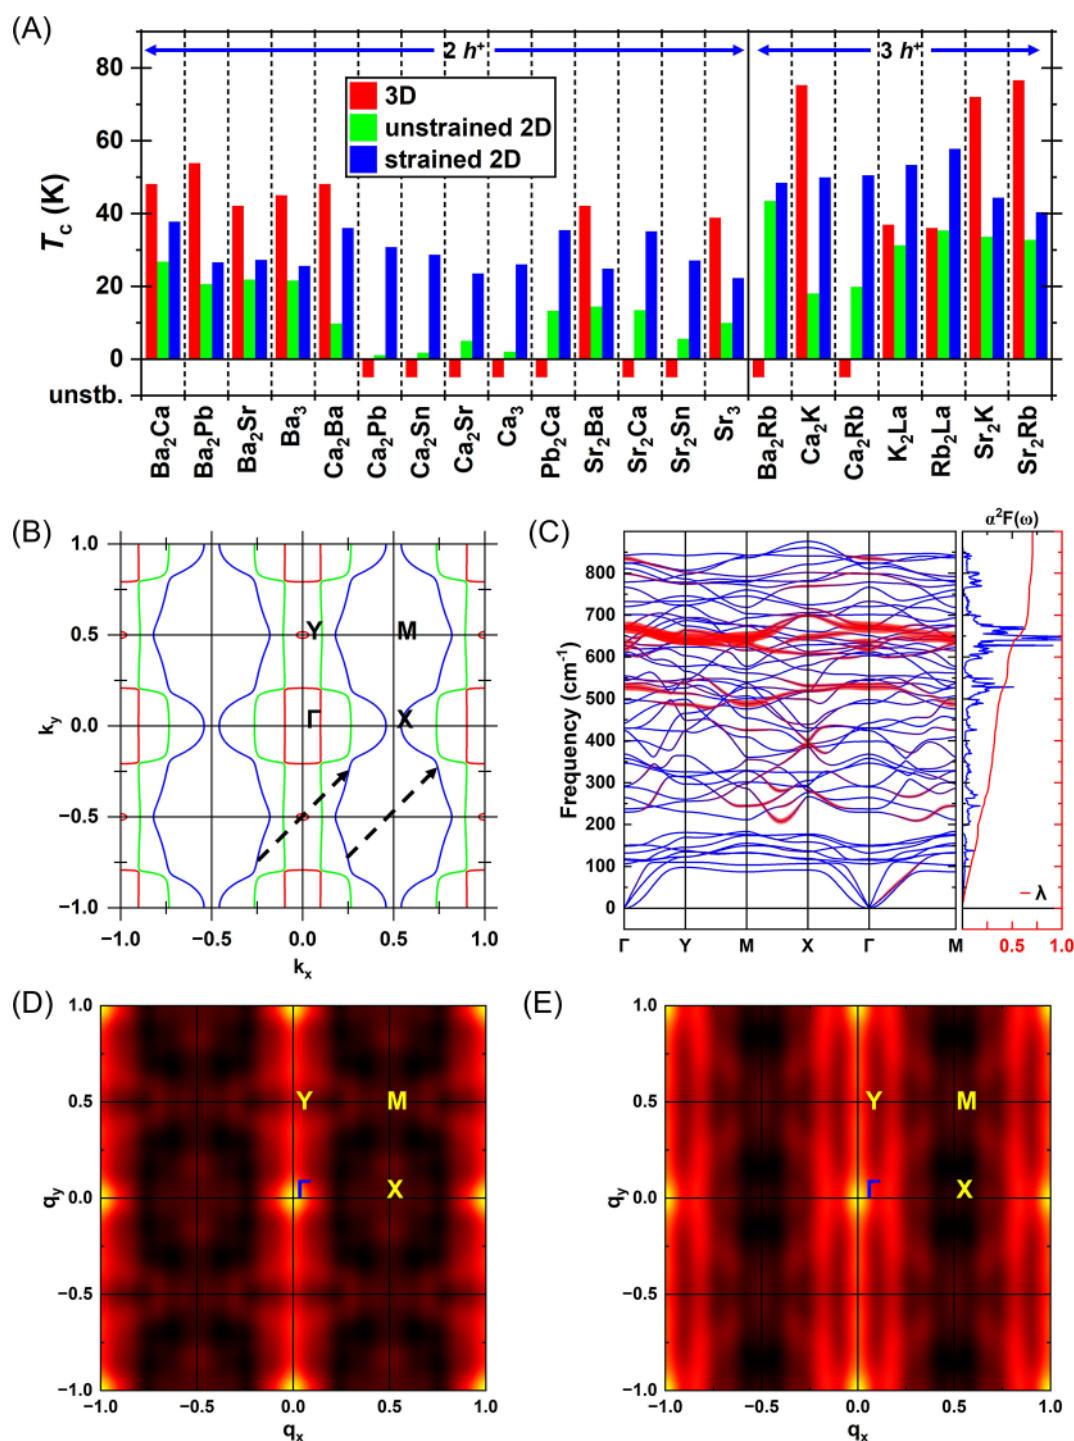 (A)
2 h⁺
3 h⁺
3D
unstrained 2D
strained 2D
T_c (K)
80
60
40
20
0
unstb.
Ba₂Ca
Ba₂Pb
Ba₂Sr
Ba₃
Ca₂Ba
Ca₂Pb
Ca₂Sn
Ca₂Sr
Ca₃
Pb₂Ca
Sr₂Ba
Sr₂Ca
Sr₂Sn
Sr₃
Ba₂Rb
Ca₂K
Ca₂Rb
K₂La
Rb₂La
Sr₂K
Sr₂Rb
(B)
1.0
0.5
0.0
−0.5
−1.0
k_y
Y
M
Γ
X
−1.0 −0.5 0.0 0.5 1.0
k_x
(C)
α²F(ω)
Frequency (cm⁻¹)
800
700
600
500
400
300
200
100
0
− λ
Γ Y M X Γ M
0.5 1.0
(D)
1.0
0.5
0.0
−0.5
−1.0
q_y
Y
M
Γ
X
−1.0 −0.5 0.0 0.5 1.0
q_x
(E)
1.0
0.5
0.0
−0.5
−1.0
q_y
Y
M
Γ
X
−1.0 −0.5 0.0 0.5 1.0
q_x